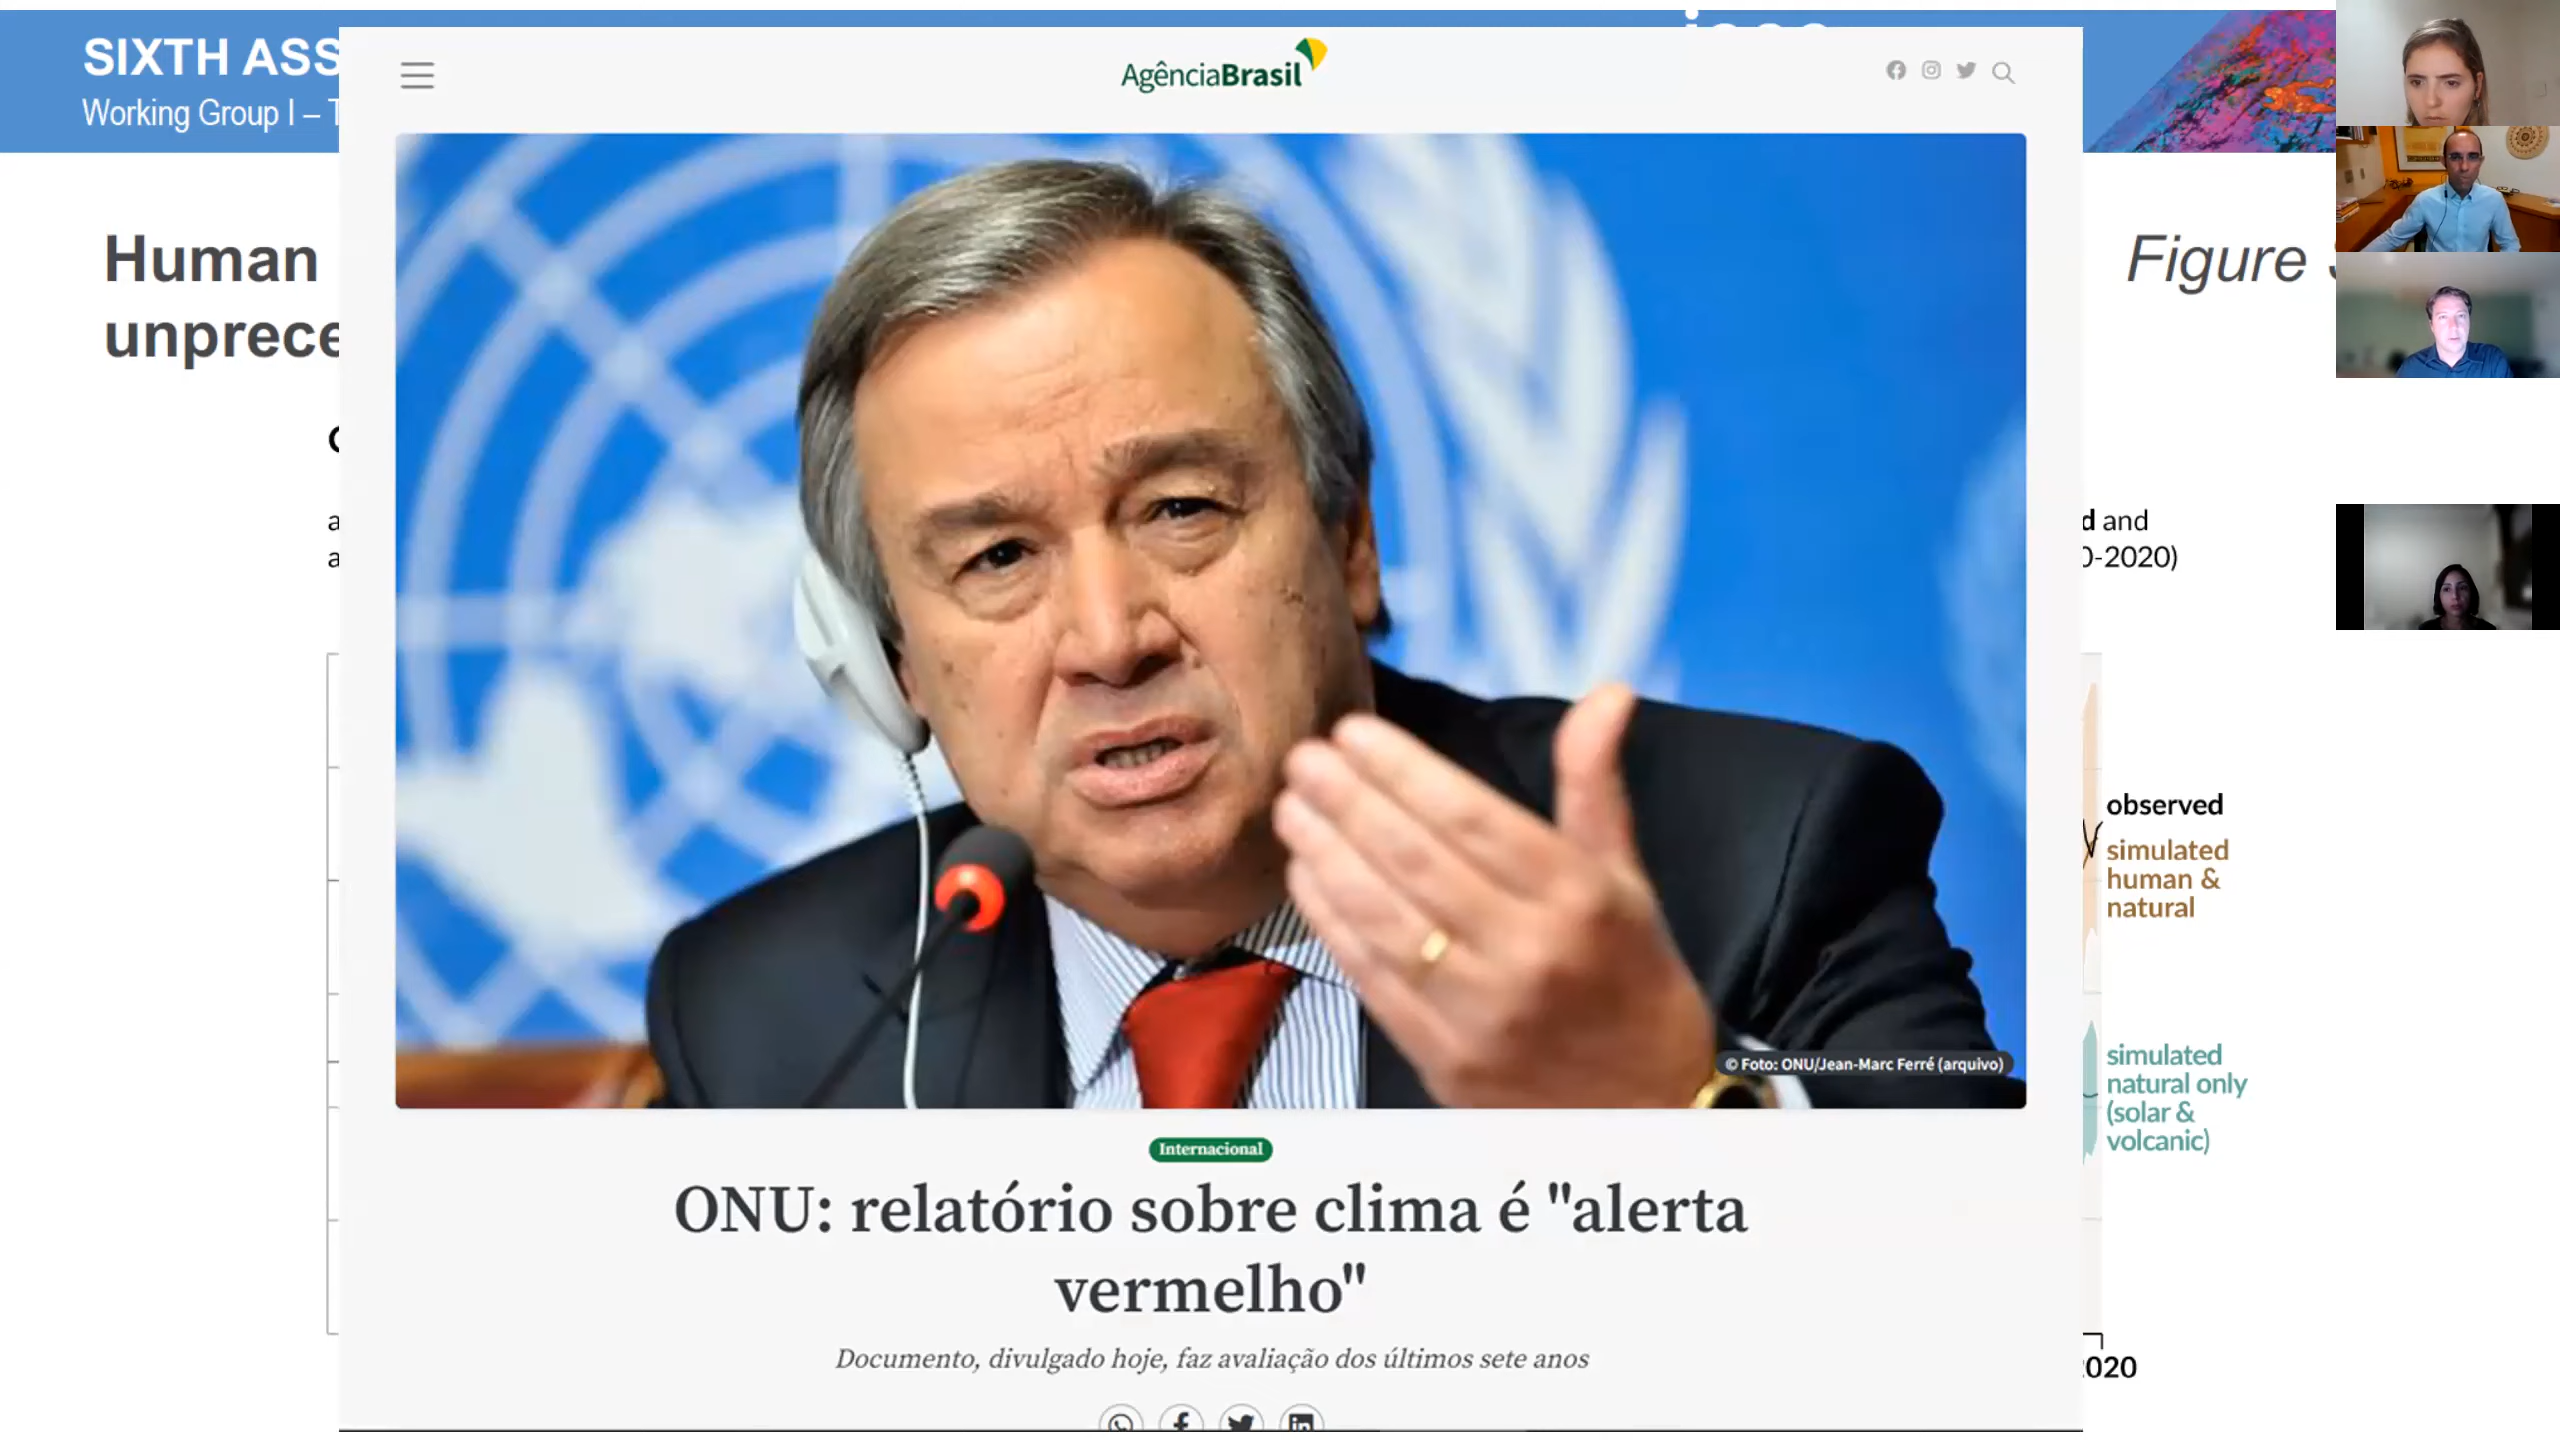 SIXTH ASS
Working Group I –
AgênciaBrasil
Human
unprece
Figure
a
a
d and
0-2020)
observed
simulated
human &
natural
simulated
natural only
(solar &
volcanic)
© Foto: ONU/Jean-Marc Ferré (arquivo)
Internacional
ONU: relatório sobre clima é "alerta
vermelho"
Documento, divulgado hoje, faz avaliação dos últimos sete anos
2020